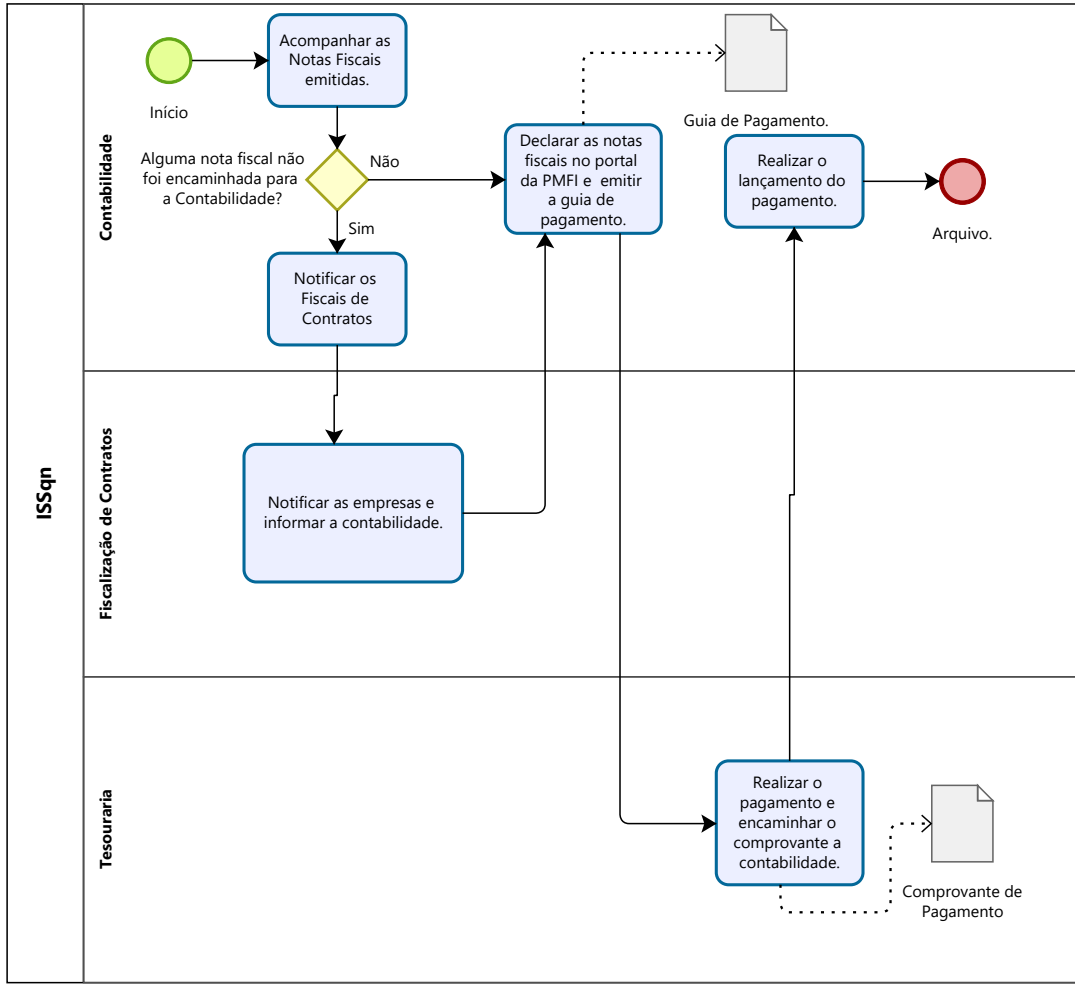 ISSqn
Contabilidade
Início
Acompanhar as
Notas Fiscais
emitidas.
Alguma nota fiscal não
foi encaminhada para
a Contabilidade?
Não
Sim
Notificar os
Fiscais de
Contratos
Declarar as notas
fiscais no portal
da PMFI e  emitir
a guia de
pagamento.
Guia de Pagamento.
Realizar o
lançamento do
pagamento.
Arquivo.
Fiscalização de Contratos
Notificar as empresas e
informar a contabilidade.
Tesouraria
Realizar o
pagamento e
encaminhar o
comprovante a
contabilidade.
Comprovante de
Pagamento